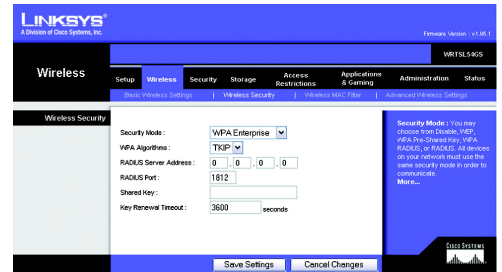 LINKSYS®
A Division of Cisco Systems, Inc.
Firmware Version : v1.95.1
WRTSL54GS
Wireless
Setup Wireless Security Storage Access Restrictions Applications & Gaming Administration Status
Basic Wireless Settings | Wireless Security | Wireless MAC Filter | Advanced Wireless Settings
Wireless Security
Security Mode : WPA Enterprise
WPA Algorithms : TKIP
RADIUS Server Address : 0 . 0 . 0 . 0
RADIUS Port : 1812
Shared Key :
Key Renewal Timeout : 3600 seconds
Security Mode : You may
choose from Disable, WEP,
WPA Pre-Shared Key, WPA
RADIUS, or RADIUS. All devices
on your network must use the
same security mode in order to
communicate.
More...
Save Settings Cancel Changes
CISCO SYSTEMS